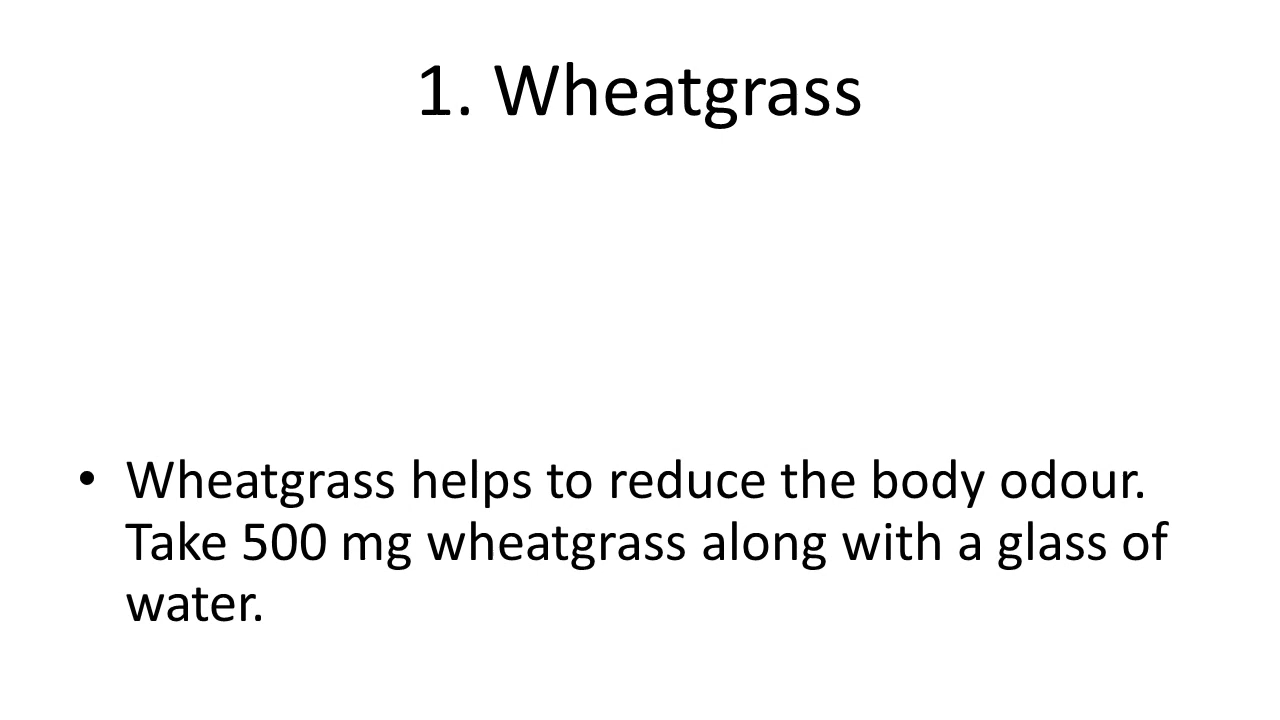 1. Wheatgrass
• Wheatgrass helps to reduce the body odour.
Take 500 mg wheatgrass along with a glass of
water.